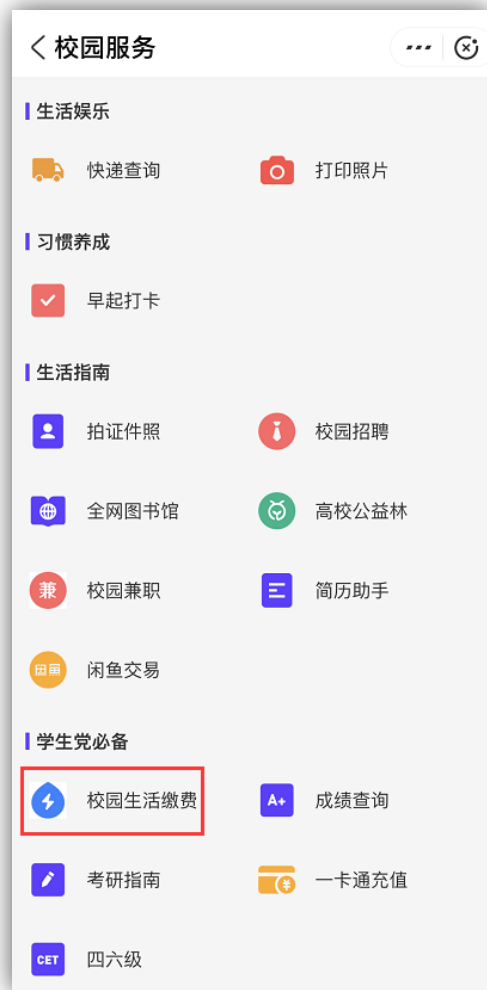 校园服务
生活娱乐
快递查询 打印照片
习惯养成
早起打卡
生活指南
拍证件照 校园招聘
全网图书馆 高校公益林
兼 校园兼职 简历助手
闲鱼交易
学生党必备
校园生活缴费 A+ 成绩查询
考研指南 ¥ 一卡通充值
CET 四六级